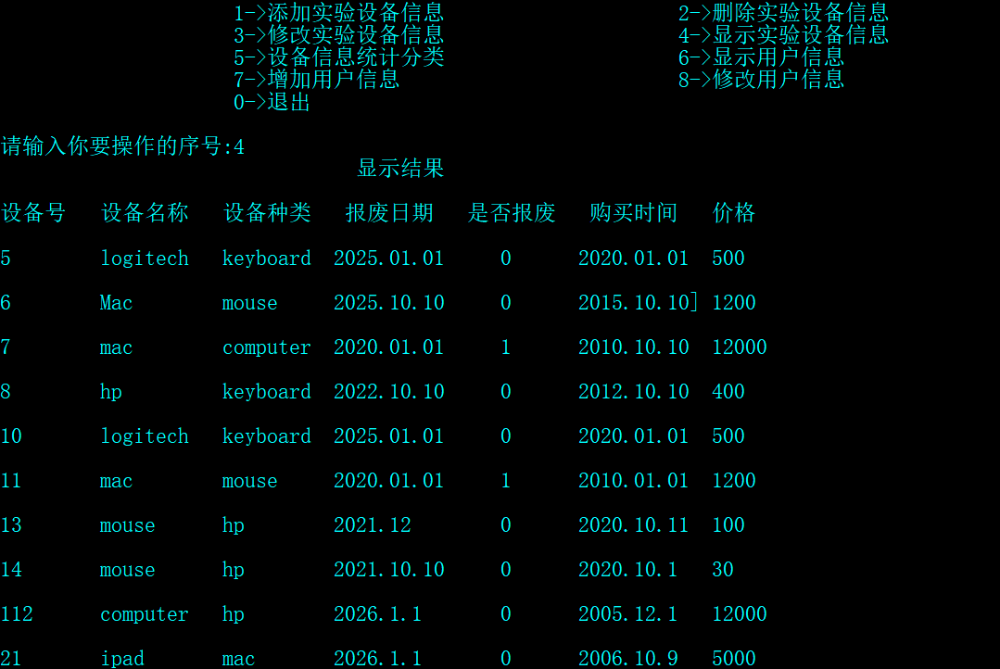 1->添加实验设备信息 2->删除实验设备信息
3->修改实验设备信息 4->显示实验设备信息
5->设备信息统计分类 6->显示用户信息
7->增加用户信息 8->修改用户信息
0->退出
请输入你要操作的序号:4
显示结果
设备号 设备名称 设备种类 报废日期 是否报废 购买时间 价格
5 logitech keyboard 2025.01.01 0 2020.01.01 500
6 Mac mouse 2025.10.10 0 2015.10.10] 1200
7 mac computer 2020.01.01 1 2010.10.10 12000
8 hp keyboard 2022.10.10 0 2012.10.10 400
10 logitech keyboard 2025.01.01 0 2020.01.01 500
11 mac mouse 2020.01.01 1 2010.01.01 1200
13 mouse hp 2021.12 0 2020.10.11 100
14 mouse hp 2021.10.10 0 2020.10.1 30
112 computer hp 2026.1.1 0 2005.12.1 12000
21 ipad mac 2026.1.1 0 2006.10.9 5000